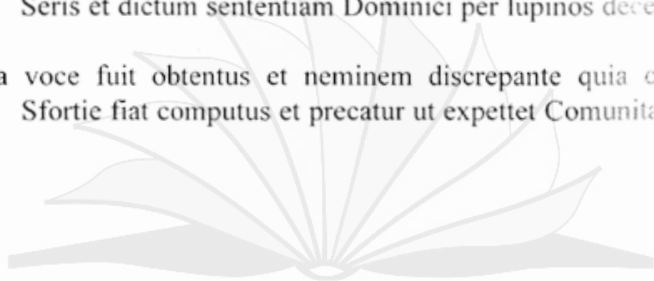 Seris et dictum sententiam Dominici per lupinos
voce fuit obtentus et neminem discrepante quia
Sfortie fiat computus et precatur ut expettet